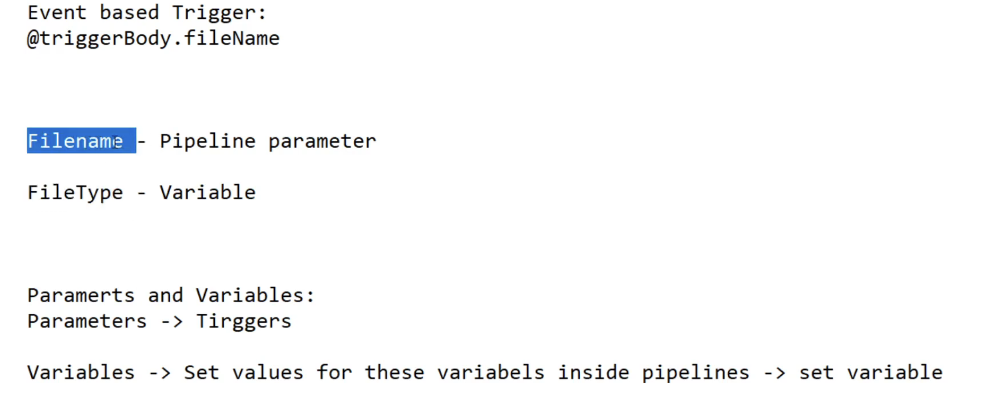 Event based Trigger:
@triggerBody.fileName
Filename - Pipeline parameter
FileType - Variable
Paramerts and Variables:
Parameters -> Tirggers
Variables -> Set values for these variabels inside pipelines -> set variable